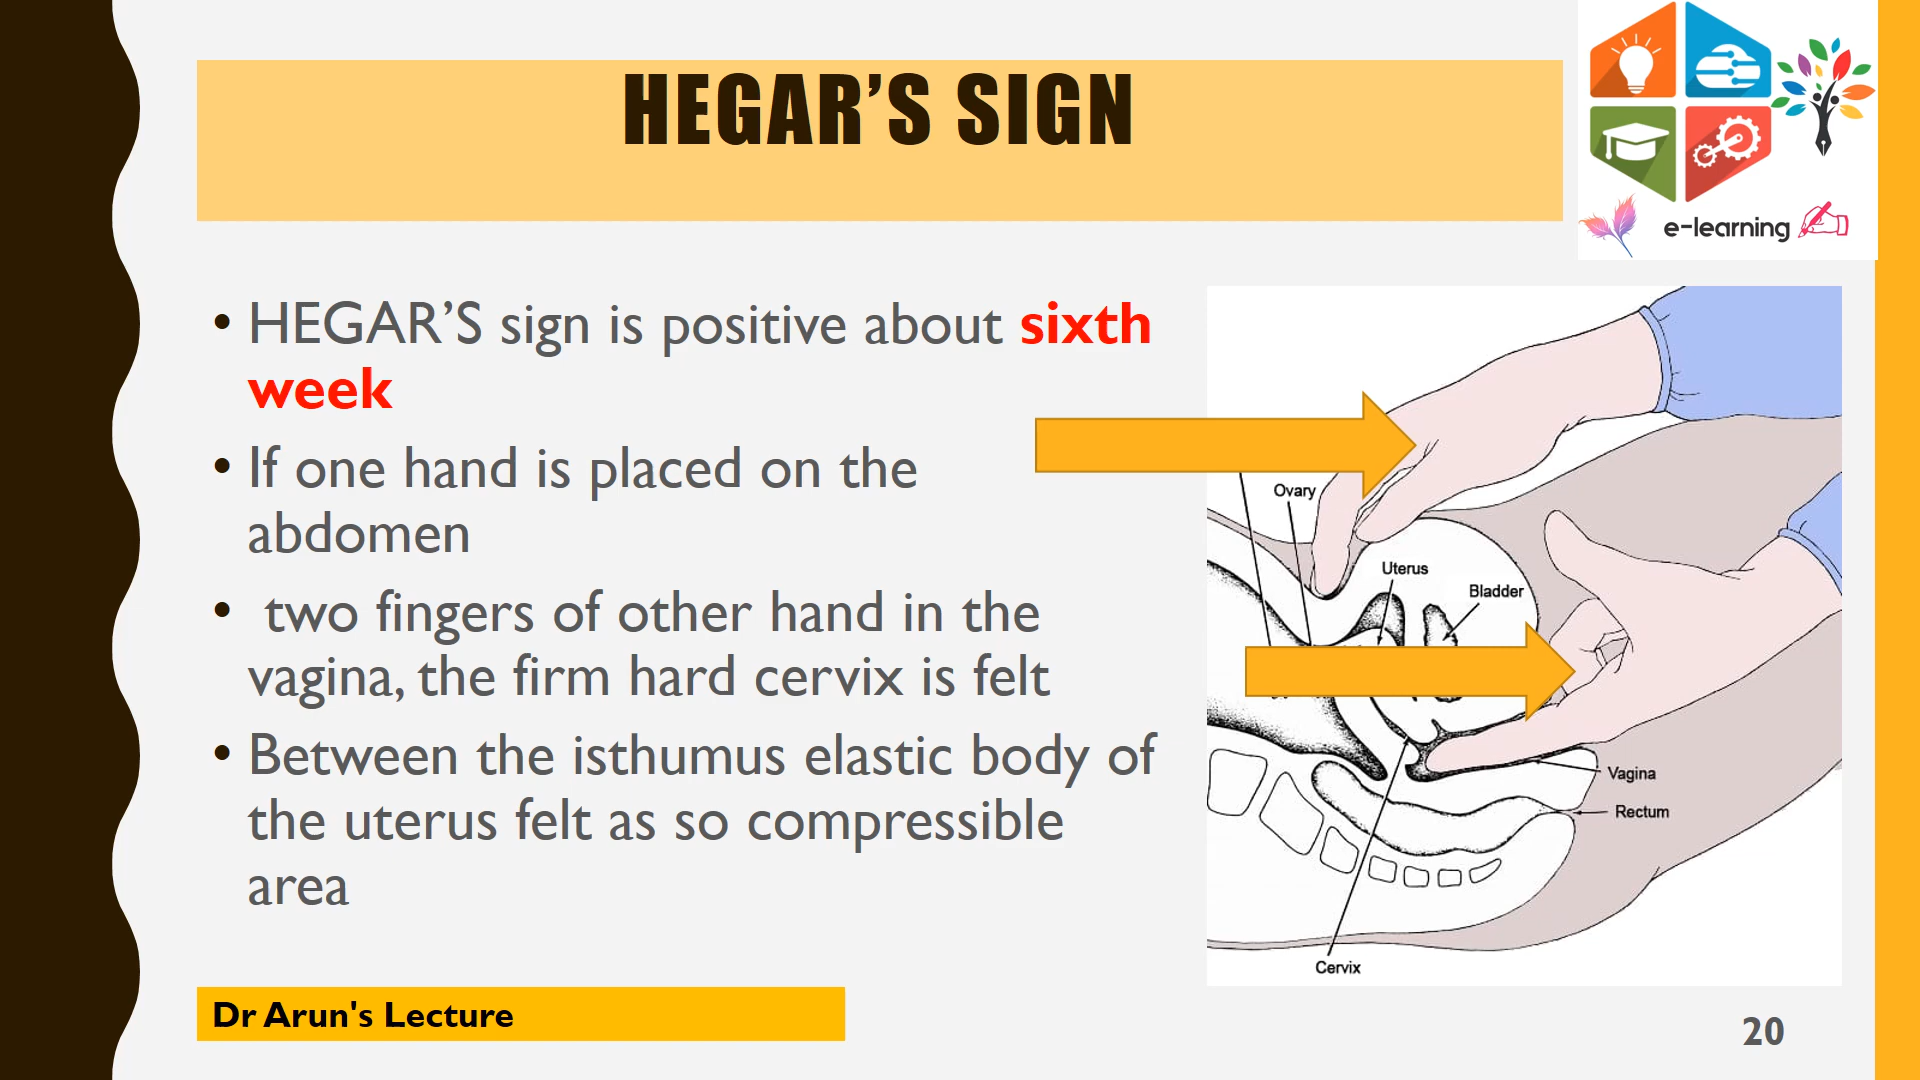 HEGAR’S SIGN
e-learning
• HEGAR’S sign is positive about sixth
week
• If one hand is placed on the
abdomen
• two fingers of other hand in the
vagina, the firm hard cervix is felt
• Between the isthumus elastic body of
the uterus felt as so compressible
area
Ovary
Uterus
Bladder
Vagina
Rectum
Cervix
Dr Arun's Lecture
20